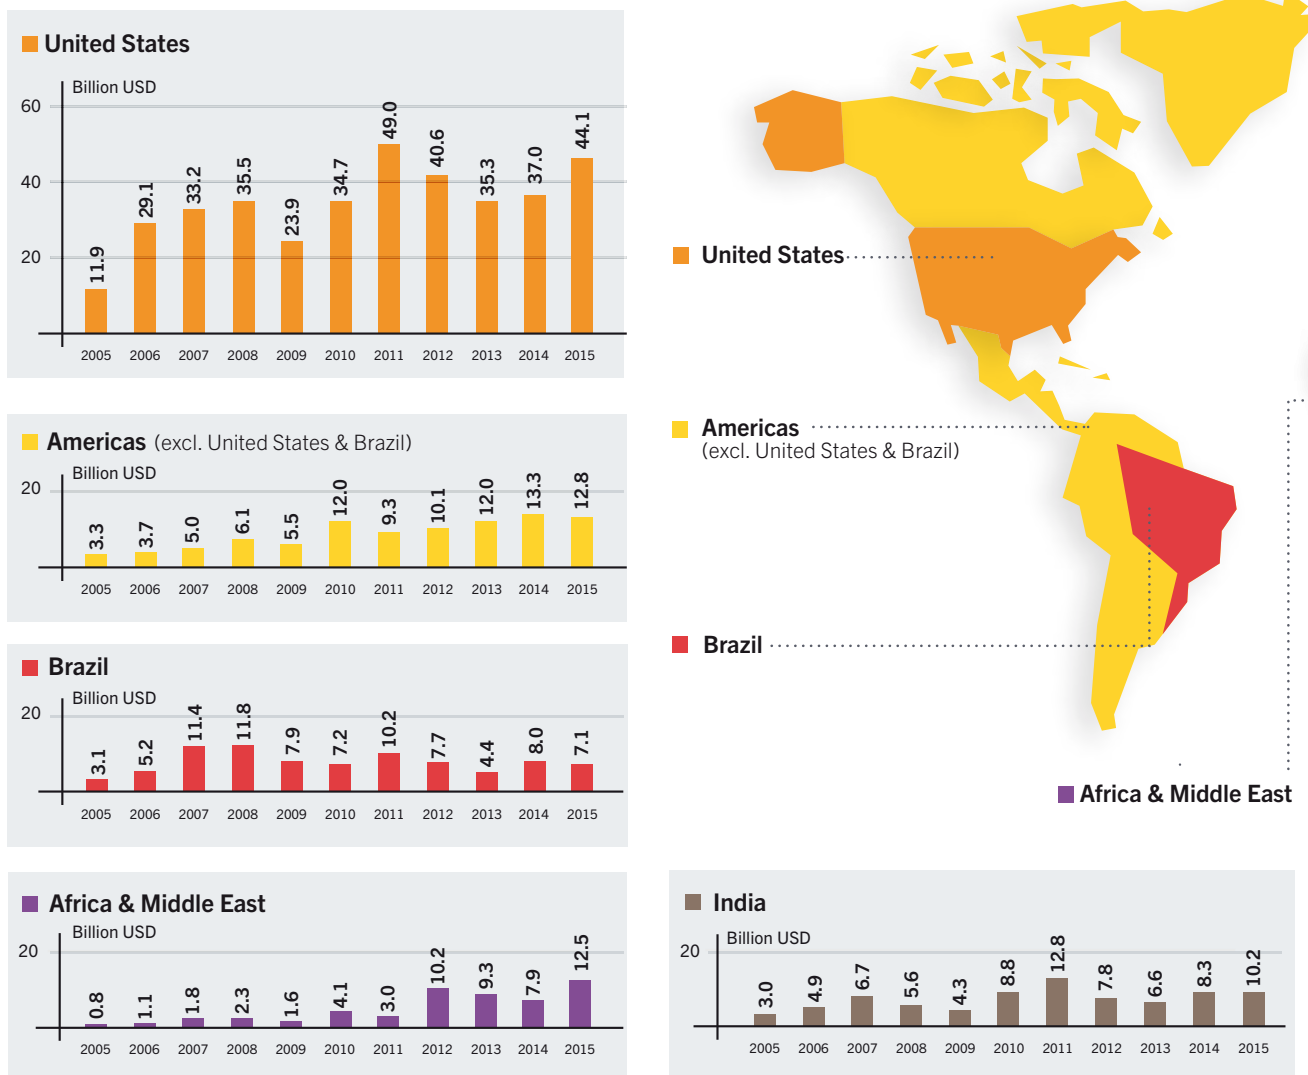 United States
Billion USD
60
40
20
11.9 29.1 33.2 35.5 23.9 34.7 49.0 40.6 35.3 37.0 44.1
2005 2006 2007 2008 2009 2010 2011 2012 2013 2014 2015
Americas (excl. United States & Brazil)
Billion USD
20
3.3 3.7 5.0 6.1 5.5 12.0 9.3 10.1 12.0 13.3 12.8
2005 2006 2007 2008 2009 2010 2011 2012 2013 2014 2015
Brazil
Billion USD
20
3.1 5.2 11.4 11.8 7.9 7.2 10.2 7.7 4.4 8.0 7.1
2005 2006 2007 2008 2009 2010 2011 2012 2013 2014 2015
Africa & Middle East
Billion USD
20
0.8 1.1 1.8 2.3 1.6 4.1 3.0 10.2 9.3 7.9 12.5
2005 2006 2007 2008 2009 2010 2011 2012 2013 2014 2015
United States
Americas
(excl. United States & Brazil)
Brazil
Africa & Middle East
India
Billion USD
20
3.0 4.9 6.7 5.6 4.3 8.8 12.8 7.8 6.6 8.3 10.2
2005 2006 2007 2008 2009 2010 2011 2012 2013 2014 2015